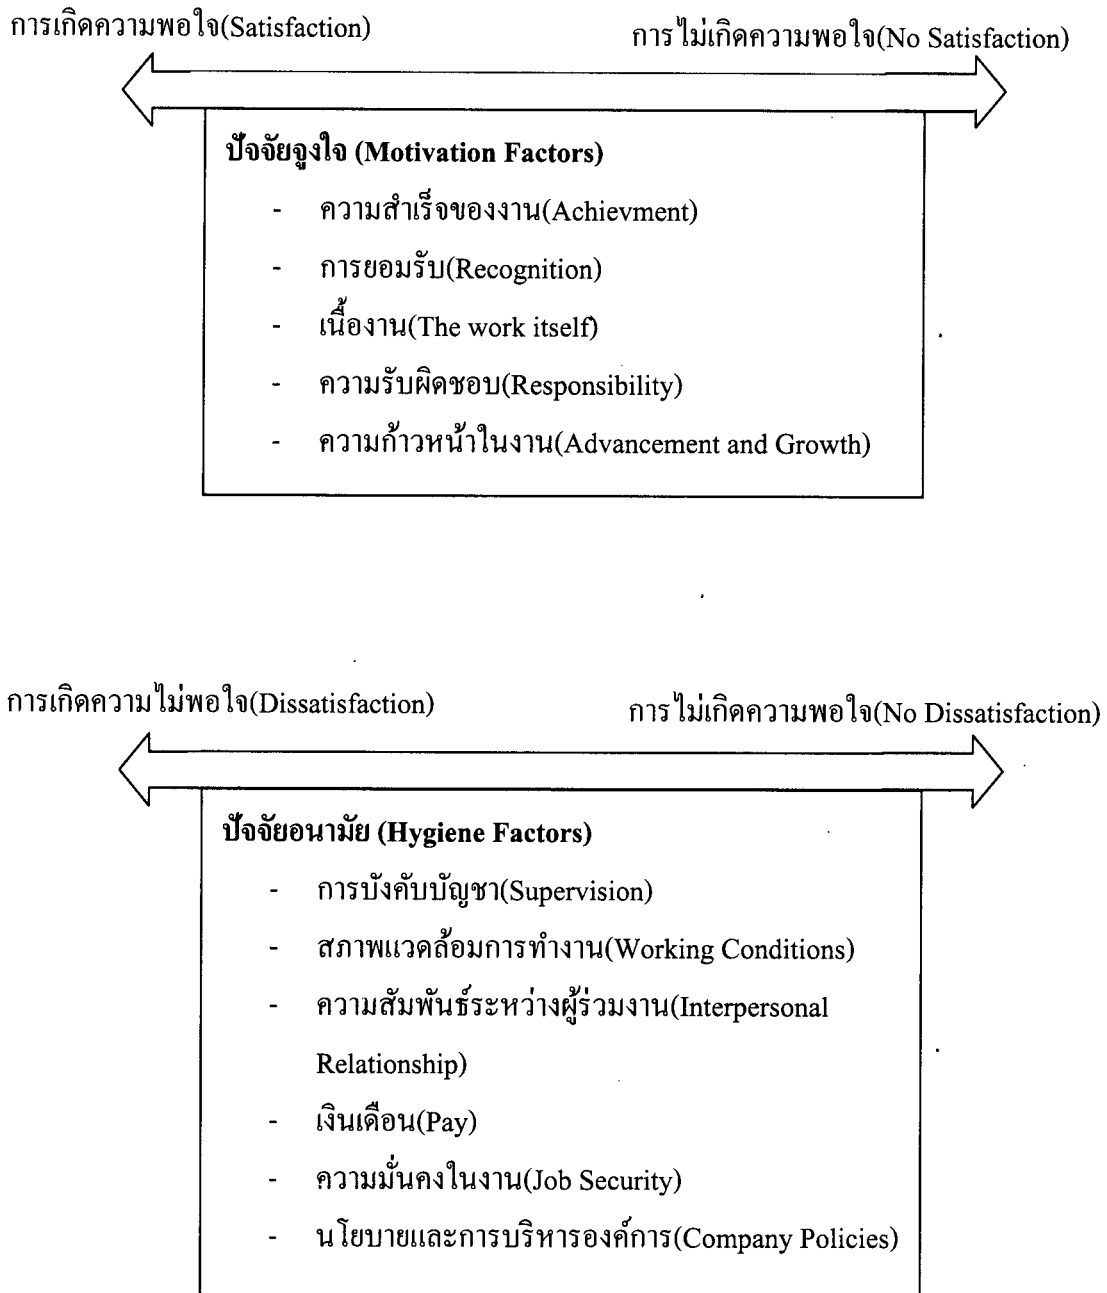 การเกิดความพอใจ(Satisfaction)
การไม่เกิดความพอใจ(No Satisfaction)
ปัจจัยจูงใจ (Motivation Factors)
- ความสำเร็จของงาน(Achievment)
- การยอมรับ(Recognition)
- เนื้องาน(The work itself)
- ความรับผิดชอบ(Responsibility)
- ความก้าวหน้าในงาน(Advancement and Growth)
การเกิดความไม่พอใจ(Dissatisfaction)
การไม่เกิดความพอใจ(No Dissatisfaction)
ปัจจัยอนามัย (Hygiene Factors)
- การบังคับบัญชา(Supervision)
- สภาพแวดล้อมการทำงาน(Working Conditions)
- ความสัมพันธ์ระหว่างผู้ร่วมงาน(Interpersonal
Relationship)
- เงินเดือน(Pay)
- ความมั่นคงในงาน(Job Security)
- นโยบายและการบริหารองค์การ(Company Policies)